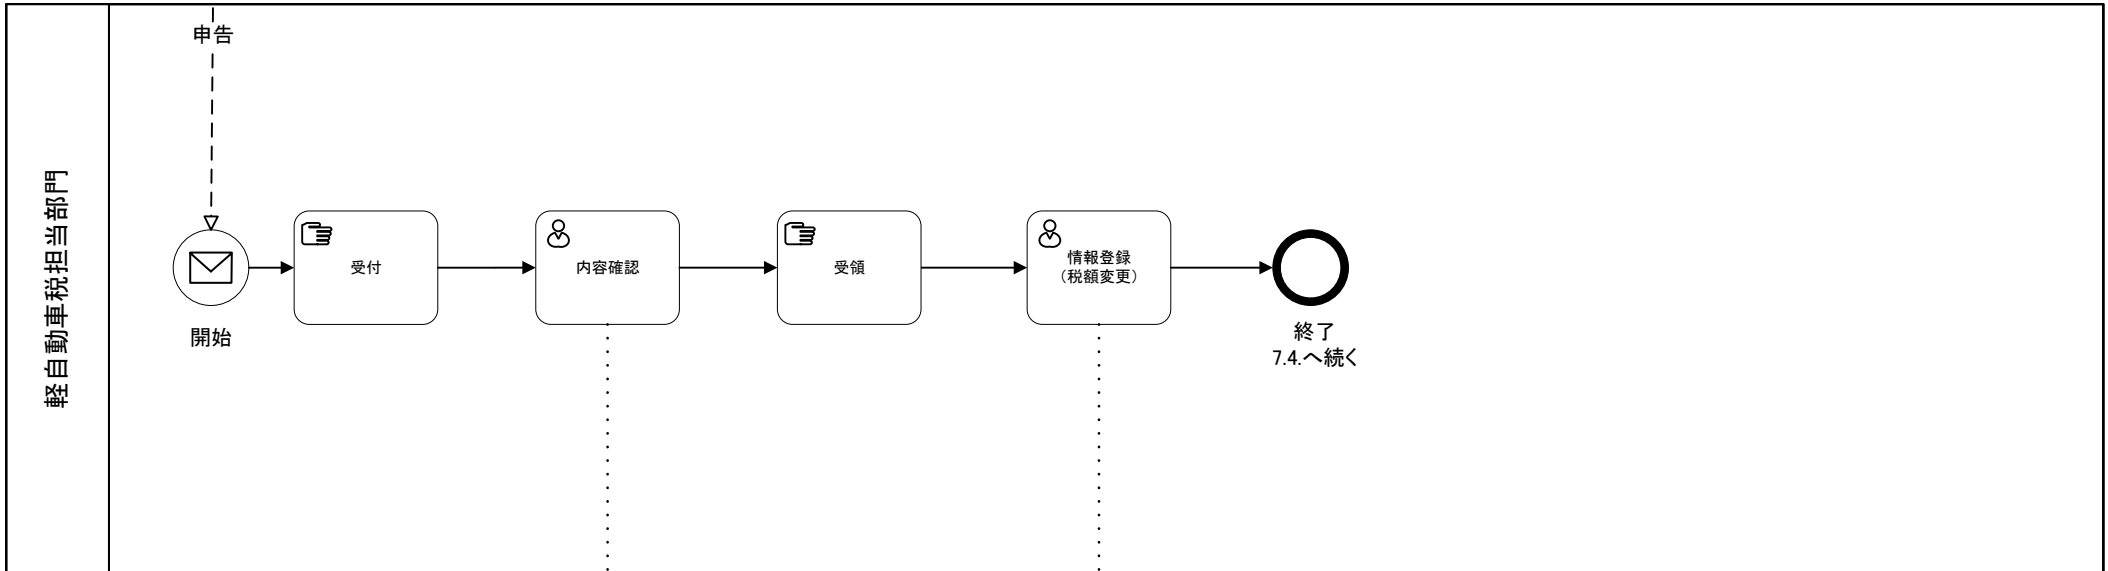 申告
軽自動車税担当部門
開始
受付
内容確認
受領
情報登録
（税額変更）
終了
7.4.へ続く